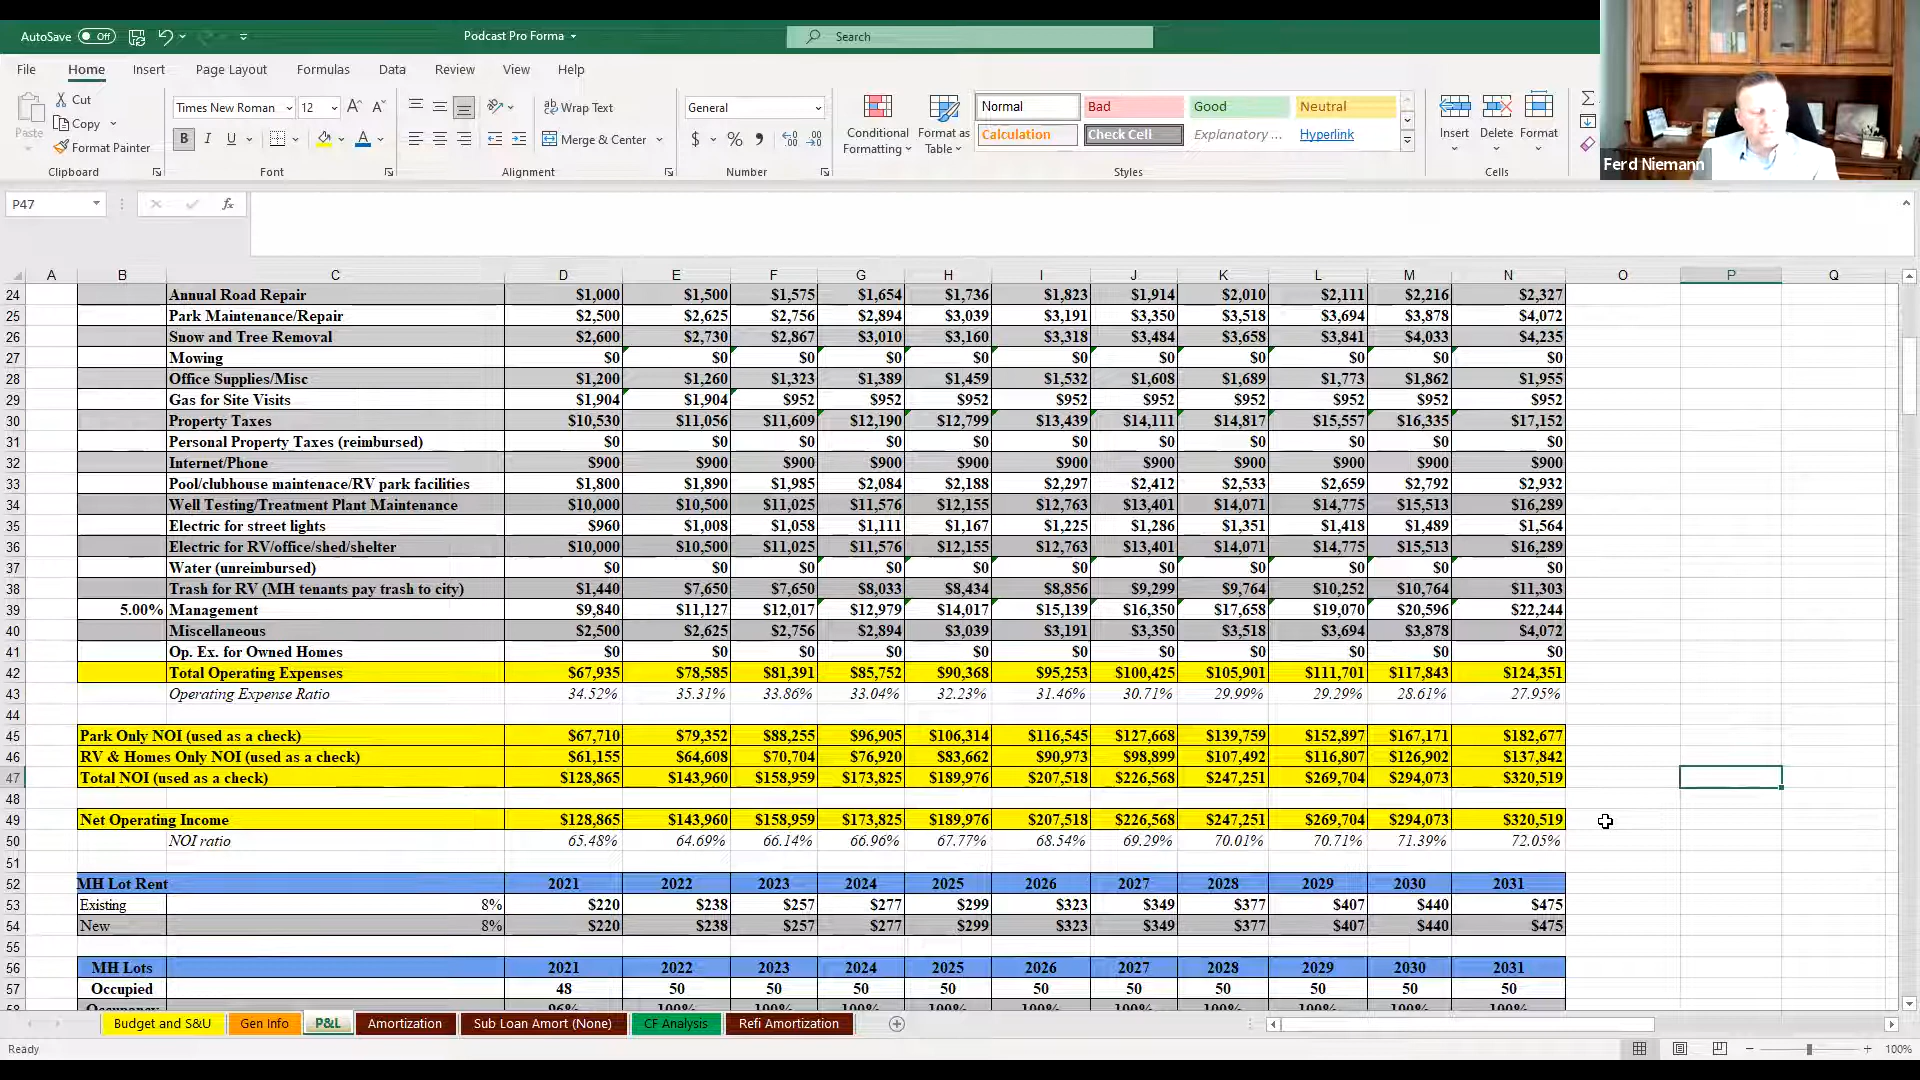 AutoSave Off Podcast Pro Forma Search
File Home Insert Page Layout Formulas Data Review View Help
Paste Cut Copy Format Painter Clipboard
Times New Roman 12 A A B I U A Font
ab Wrap Text Merge & Center Alignment
General $ % Number
Conditional Formatting Format as Table
Normal Bad Good Neutral
Calculation Check Cell Explanatory ... Hyperlink
Styles
Insert Delete Format
Cells
Ferd Niemann
P47 fx
A B C D E F G H I J K L M N O P Q
24 Annual Road Repair $1,000 $1,500 $1,575 $1,654 $1,736 $1,823 $1,914 $2,010 $2,111 $2,216 $2,327
25 Park Maintenance/Repair $2,500 $2,625 $2,756 $2,894 $3,039 $3,191 $3,350 $3,518 $3,694 $3,878 $4,072
26 Snow and Tree Removal $2,600 $2,730 $2,867 $3,010 $3,160 $3,318 $3,484 $3,658 $3,841 $4,033 $4,235
27 Mowing $0 $0 $0 $0 $0 $0 $0 $0 $0 $0 $0
28 Office Supplies/Misc $1,200 $1,260 $1,323 $1,389 $1,459 $1,532 $1,608 $1,689 $1,773 $1,862 $1,955
29 Gas for Site Visits $1,904 $1,904 $952 $952 $952 $952 $952 $952 $952 $952 $952
30 Property Taxes $10,530 $11,056 $11,609 $12,190 $12,799 $13,439 $14,111 $14,817 $15,557 $16,335 $17,152
31 Personal Property Taxes (reimbursed) $0 $0 $0 $0 $0 $0 $0 $0 $0 $0 $0
32 Internet/Phone $900 $900 $900 $900 $900 $900 $900 $900 $900 $900 $900
33 Pool/clubhouse maintenace/RV park facilities $1,800 $1,890 $1,985 $2,084 $2,188 $2,297 $2,412 $2,533 $2,659 $2,792 $2,932
34 Well Testing/Treatment Plant Maintenance $10,000 $10,500 $11,025 $11,576 $12,155 $12,763 $13,401 $14,071 $14,775 $15,513 $16,289
35 Electric for street lights $960 $1,008 $1,058 $1,111 $1,167 $1,225 $1,286 $1,351 $1,418 $1,489 $1,564
36 Electric for RV/office/shed/shelter $10,000 $10,500 $11,025 $11,576 $12,155 $12,763 $13,401 $14,071 $14,775 $15,513 $16,289
37 Water (unreimbursed) $0 $0 $0 $0 $0 $0 $0 $0 $0 $0 $0
38 Trash for RV (MH tenants pay trash to city) $1,440 $7,650 $7,650 $8,033 $8,434 $8,856 $9,299 $9,764 $10,252 $10,764 $11,303
39 5.00% Management $9,840 $11,127 $12,017 $12,979 $14,017 $15,139 $16,350 $17,658 $19,070 $20,596 $22,244
40 Miscellaneous $2,500 $2,625 $2,756 $2,894 $3,039 $3,191 $3,350 $3,518 $3,694 $3,878 $4,072
41 Op. Ex. for Owned Homes $0 $0 $0 $0 $0 $0 $0 $0 $0 $0 $0
42 Total Operating Expenses $67,935 $78,585 $81,391 $85,752 $90,368 $95,253 $100,425 $105,901 $111,701 $117,843 $124,351
43 Operating Expense Ratio 34.52% 35.31% 33.86% 33.04% 32.23% 31.46% 30.71% 29.99% 29.29% 28.61% 27.95%
44
45 Park Only NOI (used as a check) $67,710 $79,352 $88,255 $96,905 $106,314 $116,545 $127,668 $139,759 $152,897 $167,171 $182,677
46 RV & Homes Only NOI (used as a check) $61,155 $64,608 $70,704 $76,920 $83,662 $90,973 $98,899 $107,492 $116,807 $126,902 $137,842
47 Total NOI (used as a check) $128,865 $143,960 $158,959 $173,825 $189,976 $207,518 $226,568 $247,251 $269,704 $294,073 $320,519
48
49 Net Operating Income $128,865 $143,960 $158,959 $173,825 $189,976 $207,518 $226,568 $247,251 $269,704 $294,073 $320,519
50 NOI ratio 65.48% 64.69% 66.14% 66.96% 67.77% 68.54% 69.29% 70.01% 70.71% 71.39% 72.05%
51
52 MH Lot Rent 2021 2022 2023 2024 2025 2026 2027 2028 2029 2030 2031
53 Existing 8% $220 $238 $257 $277 $299 $323 $349 $377 $407 $440 $475
54 New 8% $220 $238 $257 $277 $299 $323 $349 $377 $407 $440 $475
55
56 MH Lots 2021 2022 2023 2024 2025 2026 2027 2028 2029 2030 2031
57 Occupied 48 50 50 50 50 50 50 50 50 50 50
58 Occupancy 96% 100% 100% 100% 100% 100% 100% 100% 100% 100% 100%
Budget and S&U Gen Info P&L Amortization Sub Loan Amort (None) CF Analysis Refi Amortization
Ready 100%